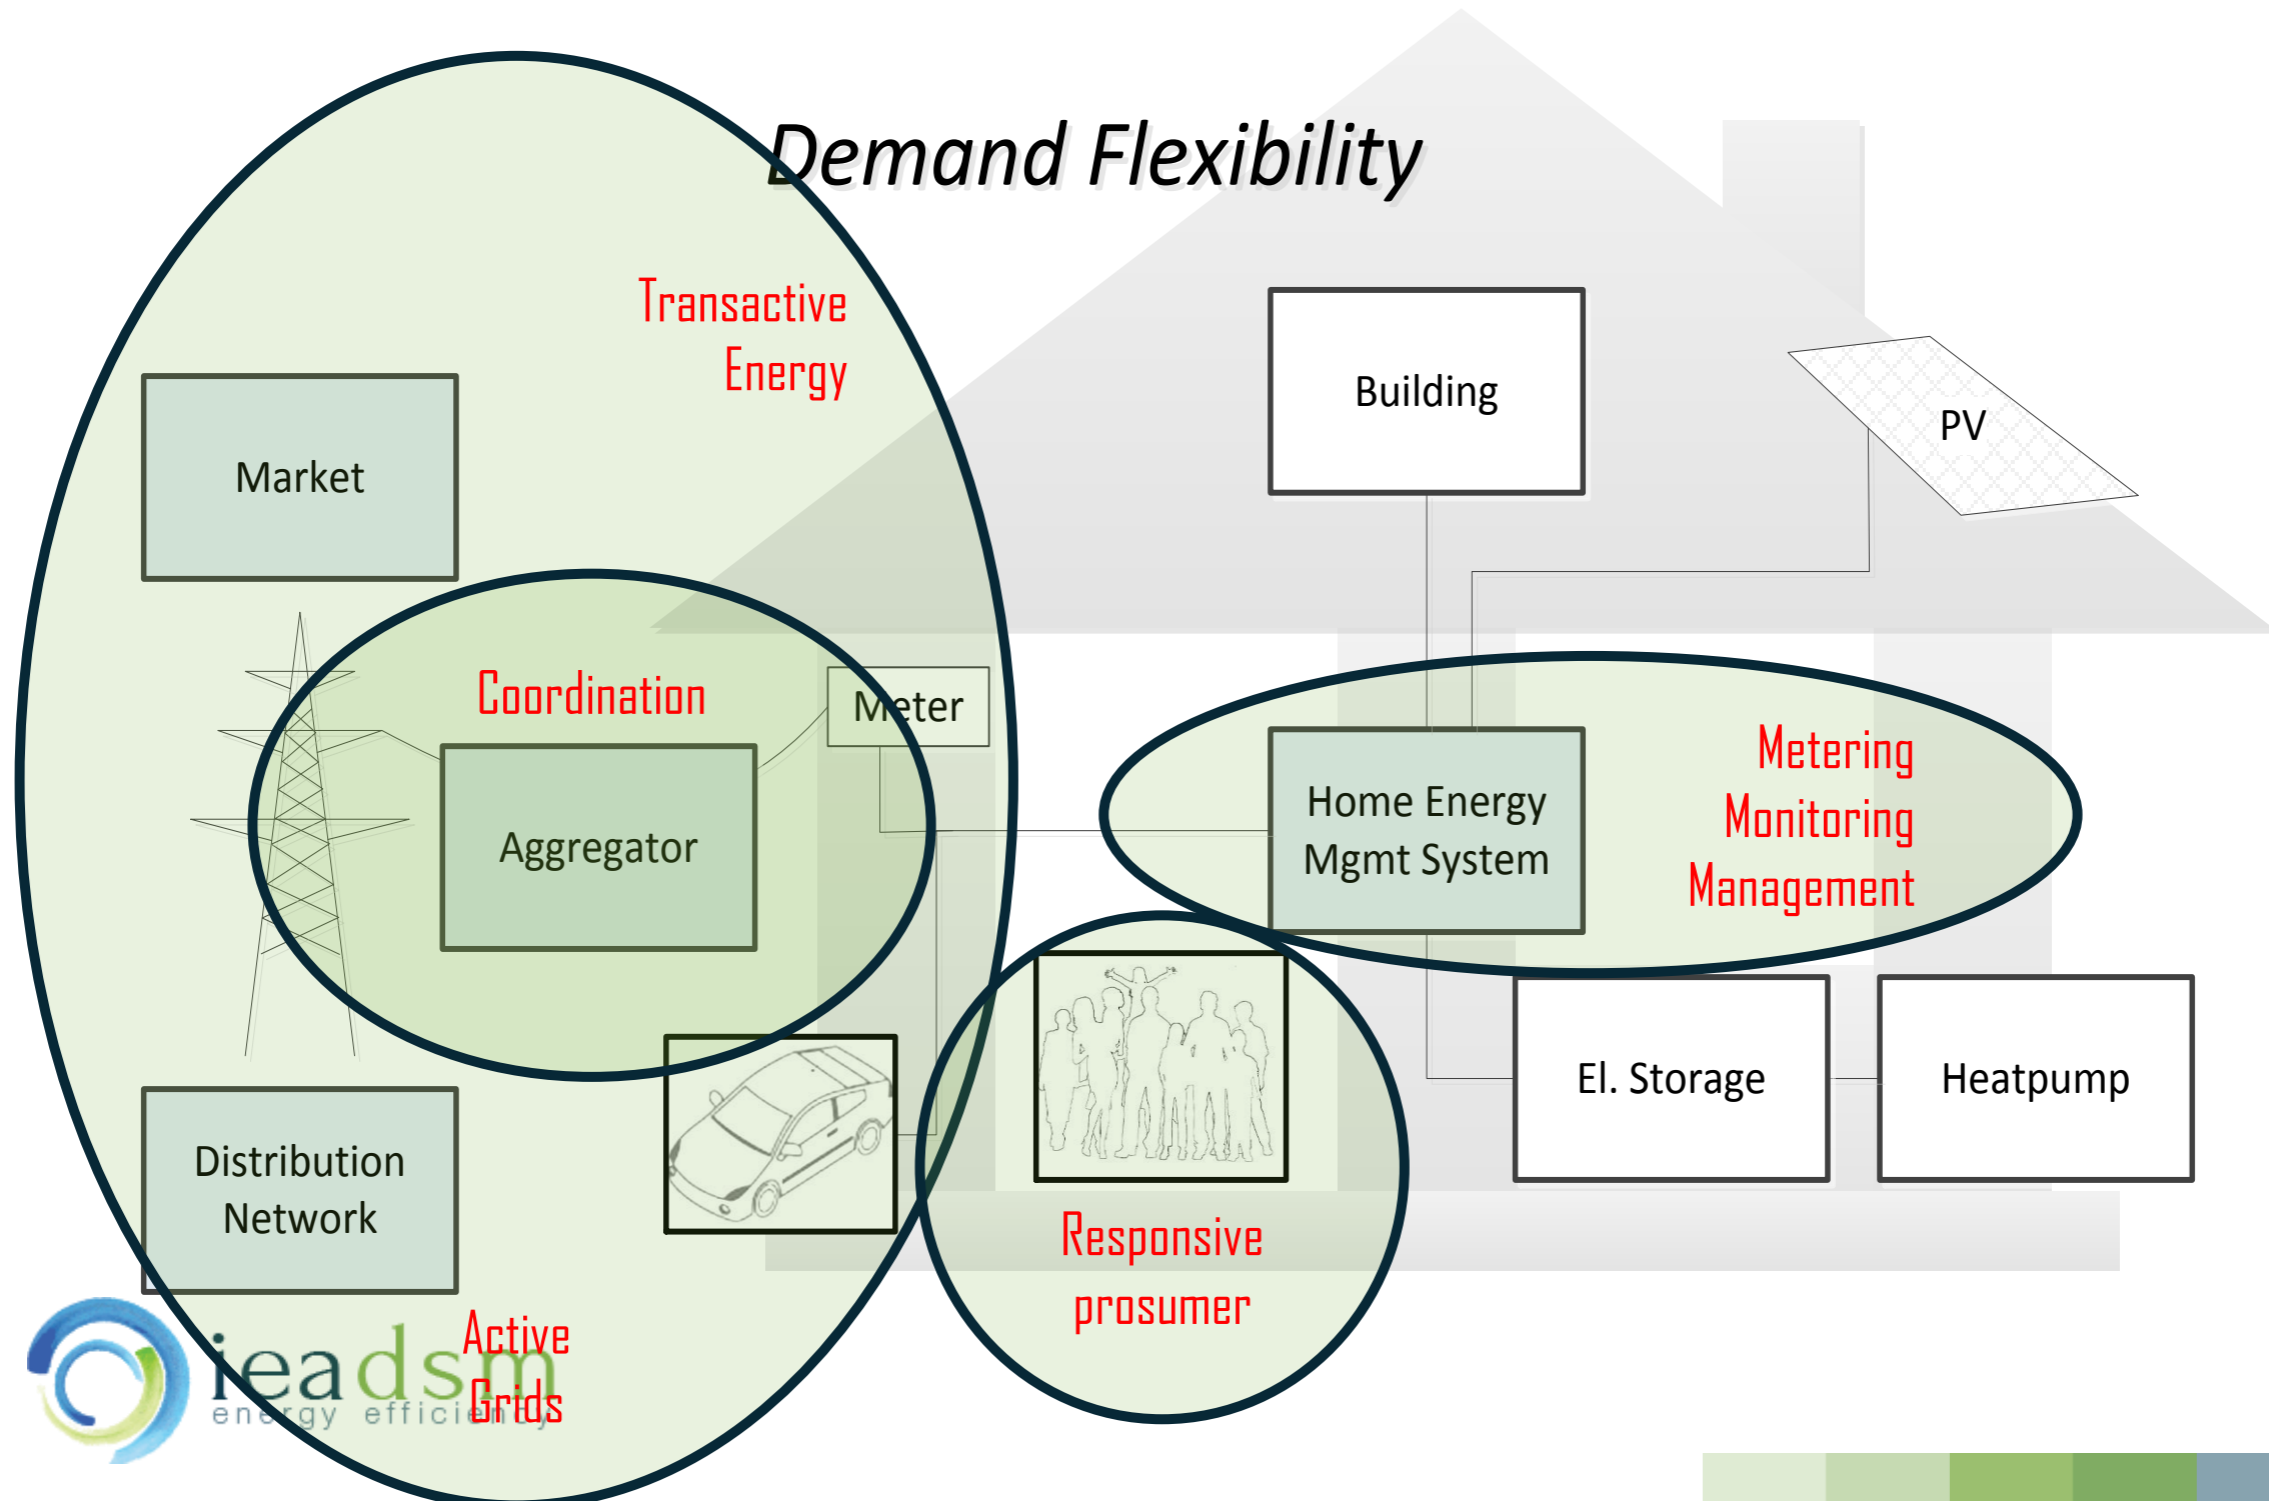 Demand Flexibility
Transactive
Energy
Building
PV
Market
Coordination
Meter
Aggregator
Home Energy
Mgmt System
Metering
Monitoring
Management
El. Storage
Heatpump
Distribution
Network
Responsive
prosumer
Active
Grids
ieadsm
energy efficiency